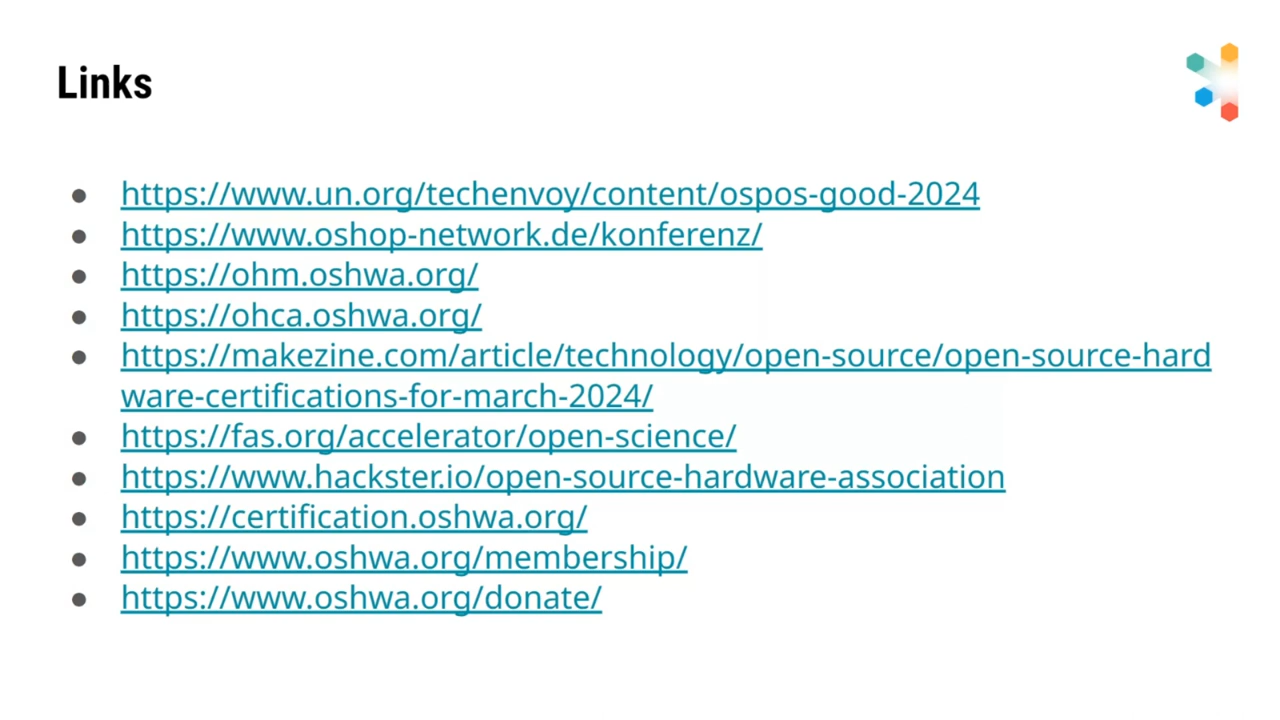 Links
● https://www.un.org/techenvoy/content/ospos-good-2024
● https://www.oshop-network.de/konferenz/
● https://ohm.oshwa.org/
● https://ohca.oshwa.org/
● https://makezine.com/article/technology/open-source/open-source-hard
ware-certifications-for-march-2024/
● https://fas.org/accelerator/open-science/
● https://www.hackster.io/open-source-hardware-association
● https://certification.oshwa.org/
● https://www.oshwa.org/membership/
● https://www.oshwa.org/donate/